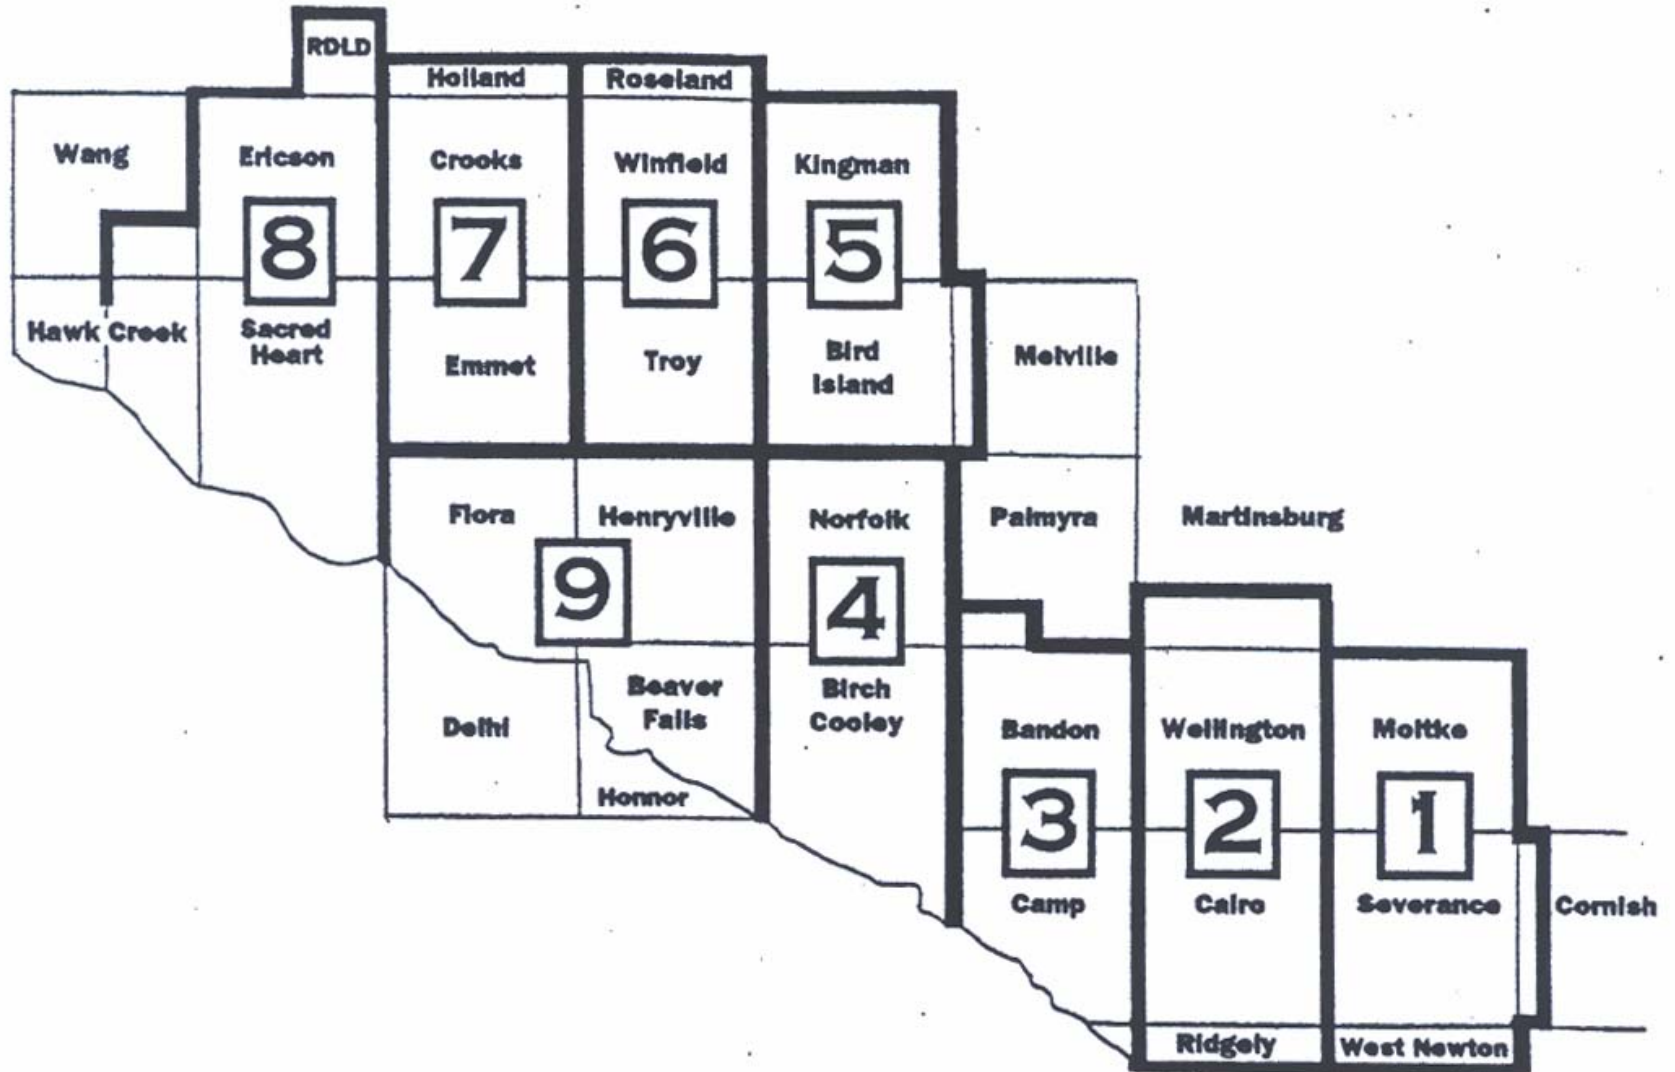 RDLD
Holland
Roseland
Wang
Ericson
Crooks
Winfield
Kingman
8
7
6
5
Hawk Creek
Sacred
Heart
Emmet
Troy
Bird
Island
Melville
Flora
Henryville
Norfolk
Palmyra
Martinsburg
9
4
Delhi
Beaver
Falls
Birch
Cooley
Bandon
Wellington
Moltke
Honnor
3
2
1
Camp
Cairo
Severance
Cornish
Ridgely
West Newton